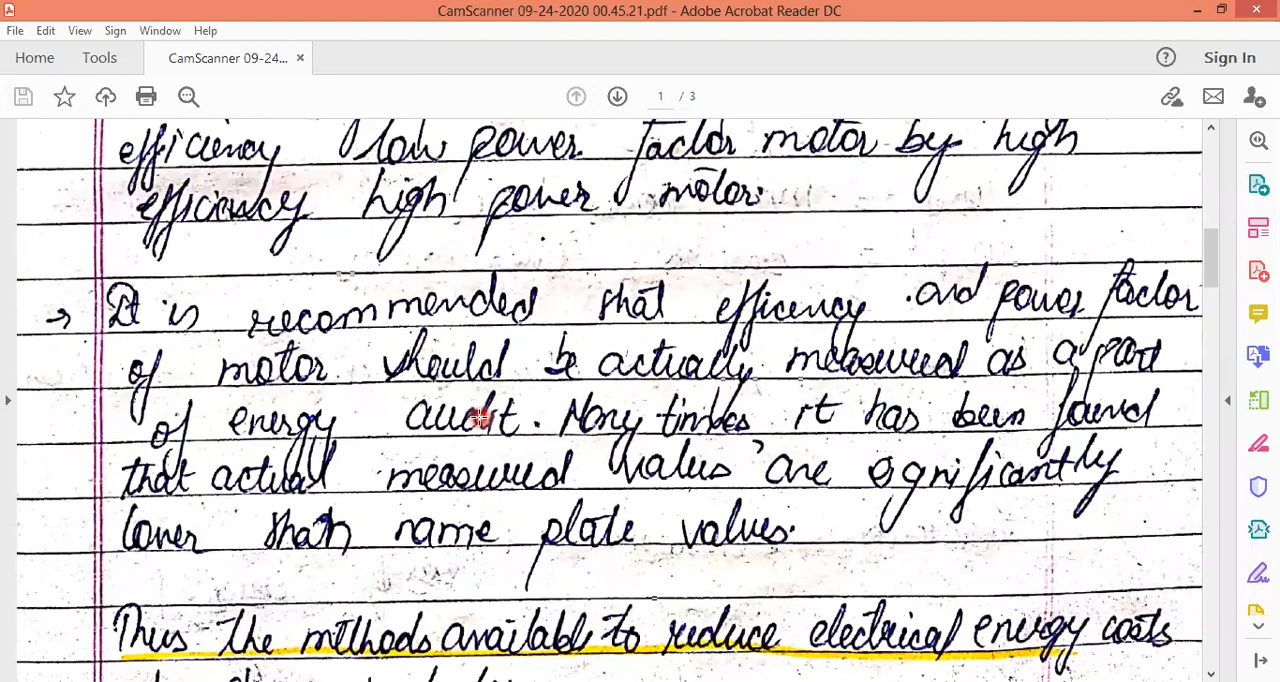 CamScanner 09-24-2020 00.45.21.pdf - Adobe Acrobat Reader DC
File Edit View Sign Window Help
Home Tools CamScanner 09-24... × Sign In
1 / 3
efficiency low power factor motor by high
efficiency high power motor.
→ It is recommended that efficency and power factor
of motor should be actually measured as a part
of energy audit. Many times it has been found
that actual measured values are significantly
lower than name plate values.
Thus the methods available to reduce electrical energy costs